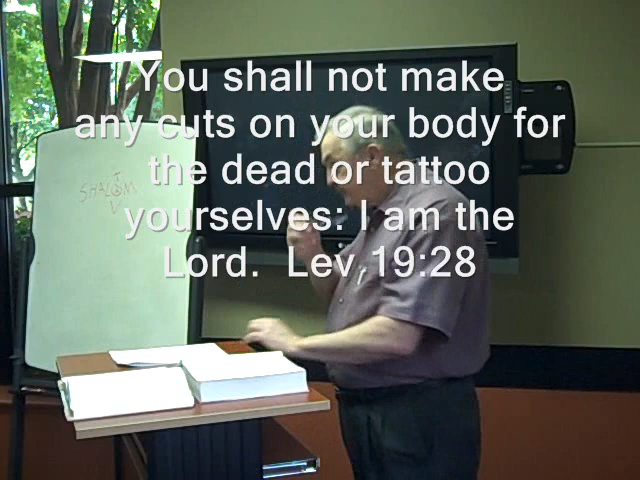 You shall not make
any cuts on your body for
the dead or tattoo
yourselves: I am the
Lord.  Lev 19:28
SHALOM